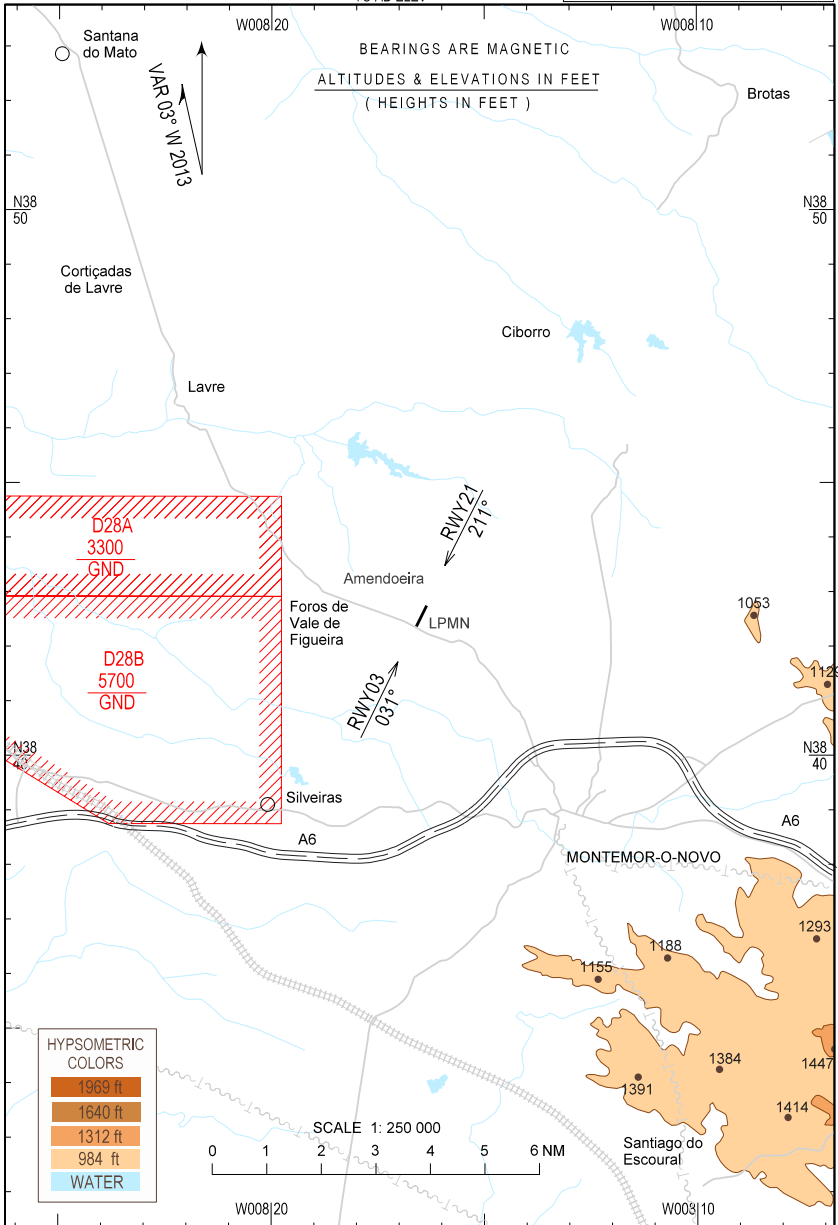 W008 20
W008 10
Santana
do Mato
BEARINGS ARE MAGNETIC
ALTITUDES & ELEVATIONS IN FEET
( HEIGHTS IN FEET )
VAR 03° W 2013
Brotas
N38
50
N38
50
Cortiçadas
de Lavre
Ciborro
Lavre
RWY21
211°
D28A
3300
GND
Amendoeira
Foros de
Vale de
Figueira
LPMN
1053
D28B
5700
GND
RWY03
031°
N38
N38
40
Silveiras
A6
A6
MONTEMOR-O-NOVO
1293
1188
1155
1384
1447
1391
1414
HYPSOMETRIC
COLORS
1969 ft
1640 ft
1312 ft
984 ft
WATER
SCALE 1: 250 000
0 1 2 3 4 5 6 NM
Santiago do
Escoural
W008 20
W003 10